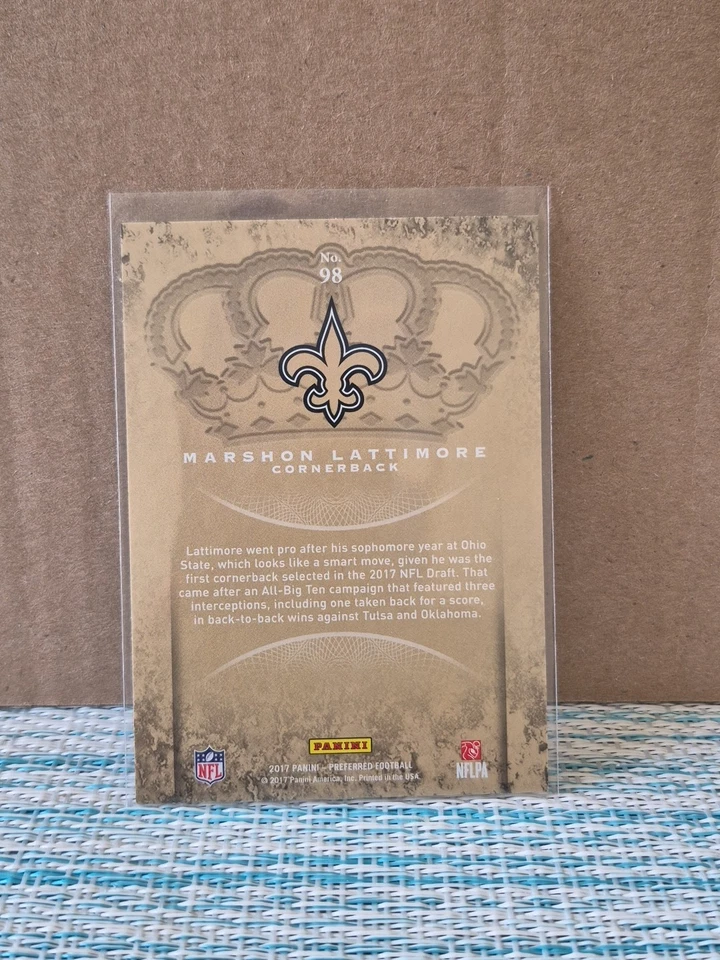 No.
98
MARSHON LATTIMORE
CORNERBACK
Lattimore went pro after his sophomore year at Ohio
State, which looks like a smart move, given he was the
first cornerback selected in the 2017 NFL Draft. That
came after an All-Big Ten campaign that featured three
interceptions, including one taken back for a score,
in back-to-back wins against Tulsa and Oklahoma.
PANINI
NFL
2017 PANINI – PREFERRED FOOTBALL
© 2017 Panini America, Inc. Printed in the USA.
NFLPA